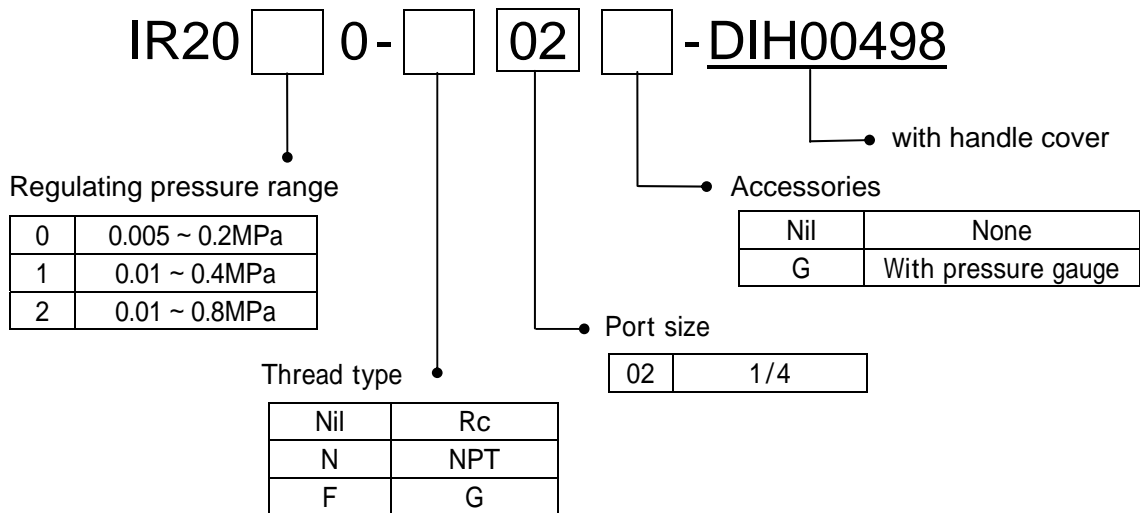 IR20 0 - 02 - DIH00498
with handle cover
Regulating pressure range
0 0.005 ~ 0.2MPa
1 0.01 ~ 0.4MPa
2 0.01 ~ 0.8MPa
Accessories
Nil None
G With pressure gauge
Port size
02 1/4
Thread type
Nil Rc
N NPT
F G